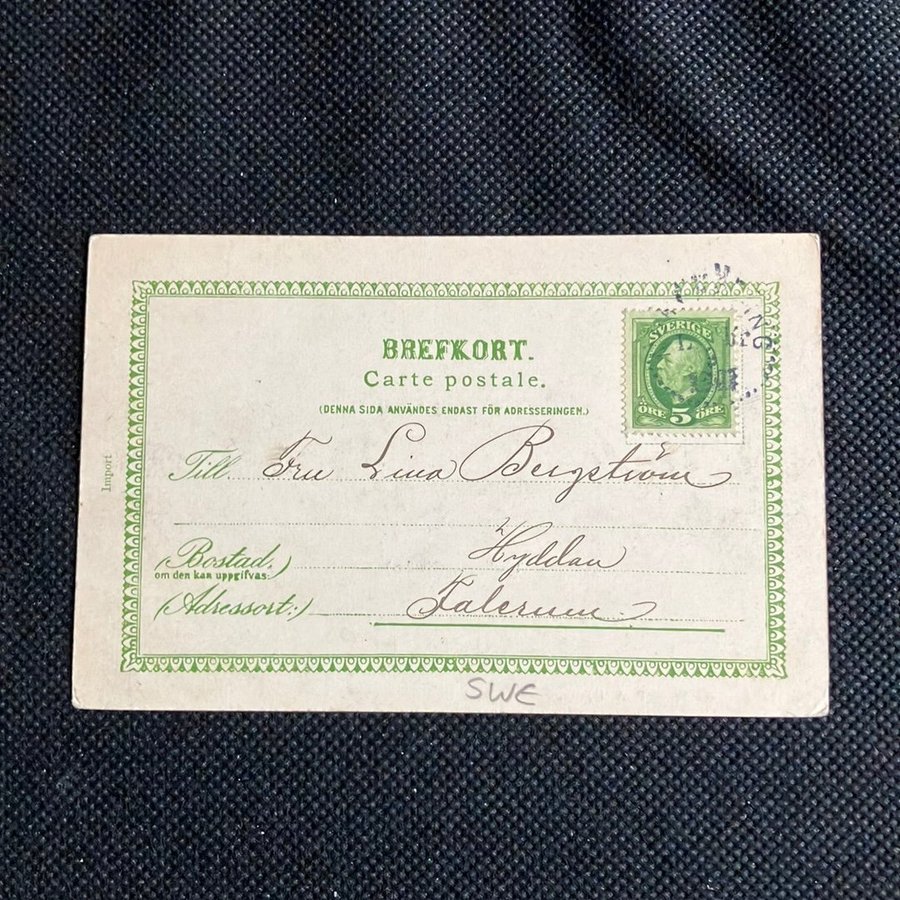 SVERIGE
ÖRE 5 ÖRE
BREFKORT.
Carte postale.
(DENNA SIDA ANVÄNDES ENDAST FÖR ADRESSERINGEN.)
Import
Till Fru Lina Bergström
(Bostad,) Hyddan
om den kan uppgifvas.
(Adressort:) Falerum
SWE